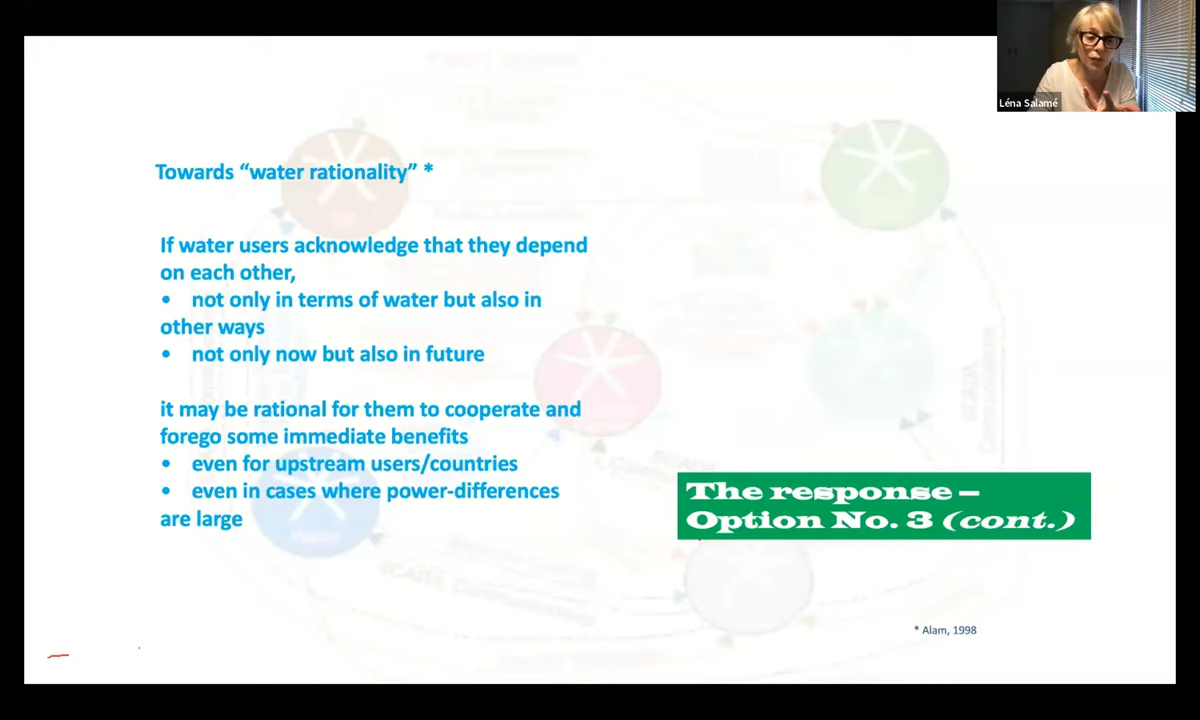 Léna Salamé
Towards “water rationality” *
If water users acknowledge that they depend
on each other,
• not only in terms of water but also in
other ways
• not only now but also in future
it may be rational for them to cooperate and
forego some immediate benefits
• even for upstream users/countries
• even in cases where power-differences
are large
The response –
Option No. 3 (cont.)
* Alam, 1998